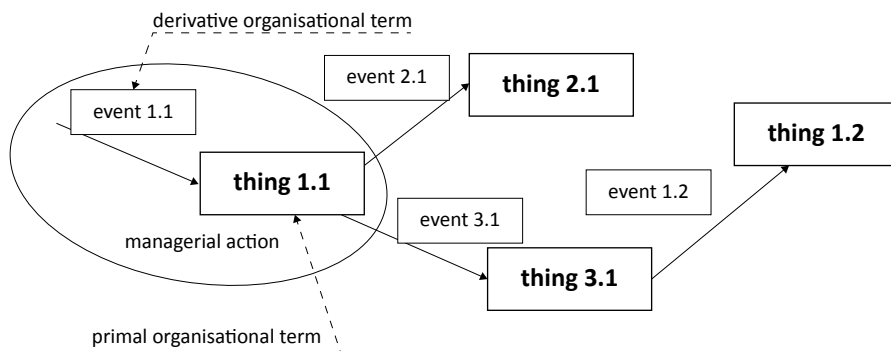 derivative organisational term
event 2.1
thing 2.1
event 1.1
thing 1.2
thing 1.1
event 1.2
event 3.1
managerial action
thing 3.1
primal organisational term